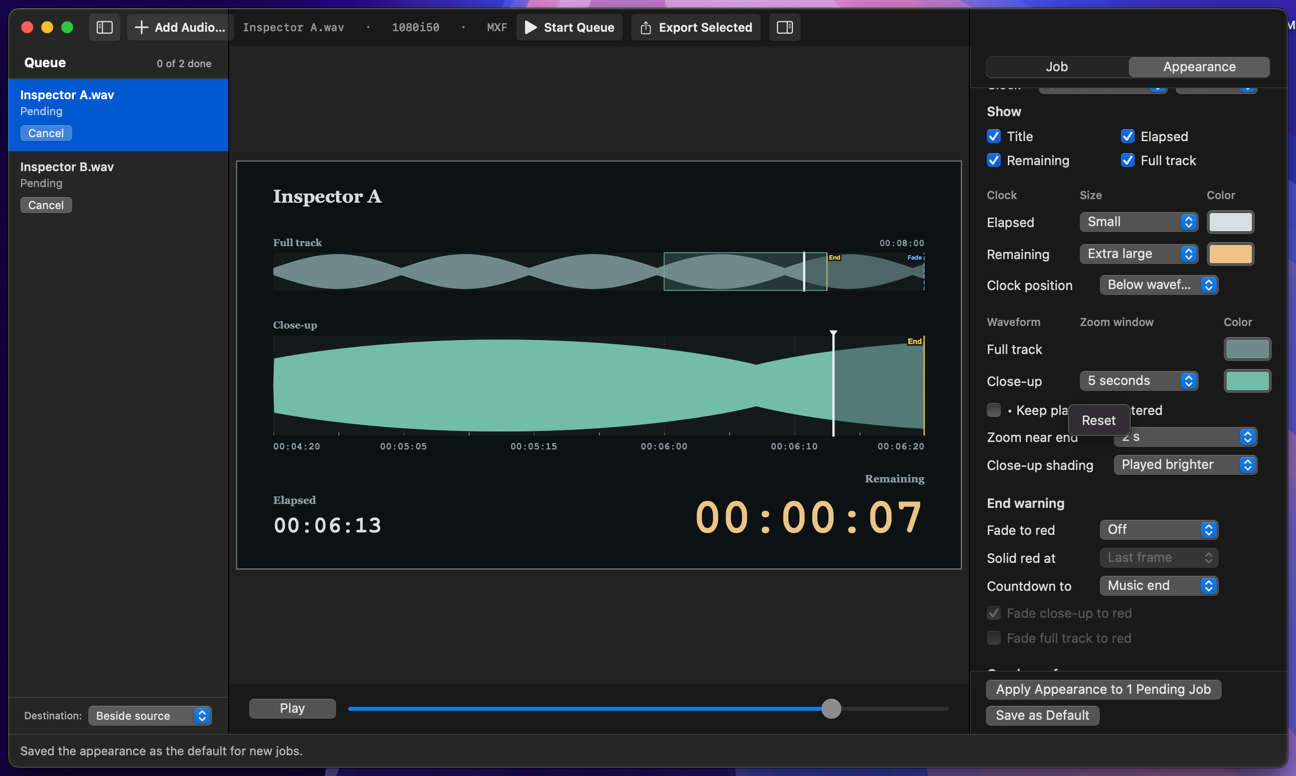 Add Audio...
Inspector A.wav · 1080i50 · MXF
Start Queue
Export Selected
Queue
0 of 2 done
Inspector A.wav
Pending
Cancel
Inspector B.wav
Pending
Cancel
Destination:
Beside source
Saved the appearance as the default for new jobs.
Inspector A
Full track
00:08:00
End
Fade
Close-up
End
00:04:20
00:05:05
00:05:15
00:06:00
00:06:10
00:06:20
Elapsed
00:06:13
Remaining
00:00:07
Play
Job
Appearance
Show
Title
Elapsed
Remaining
Full track
Clock
Size
Color
Elapsed
Small
Remaining
Extra large
Clock position
Below wavef...
Waveform
Zoom window
Color
Full track
Close-up
5 seconds
• Keep
Reset
Zoom near end
2 s
Close-up shading
Played brighter
End warning
Fade to red
Off
Solid red at
Last frame
Countdown to
Music end
Fade close-up to red
Fade full track to red
Apply Appearance to 1 Pending Job
Save as Default